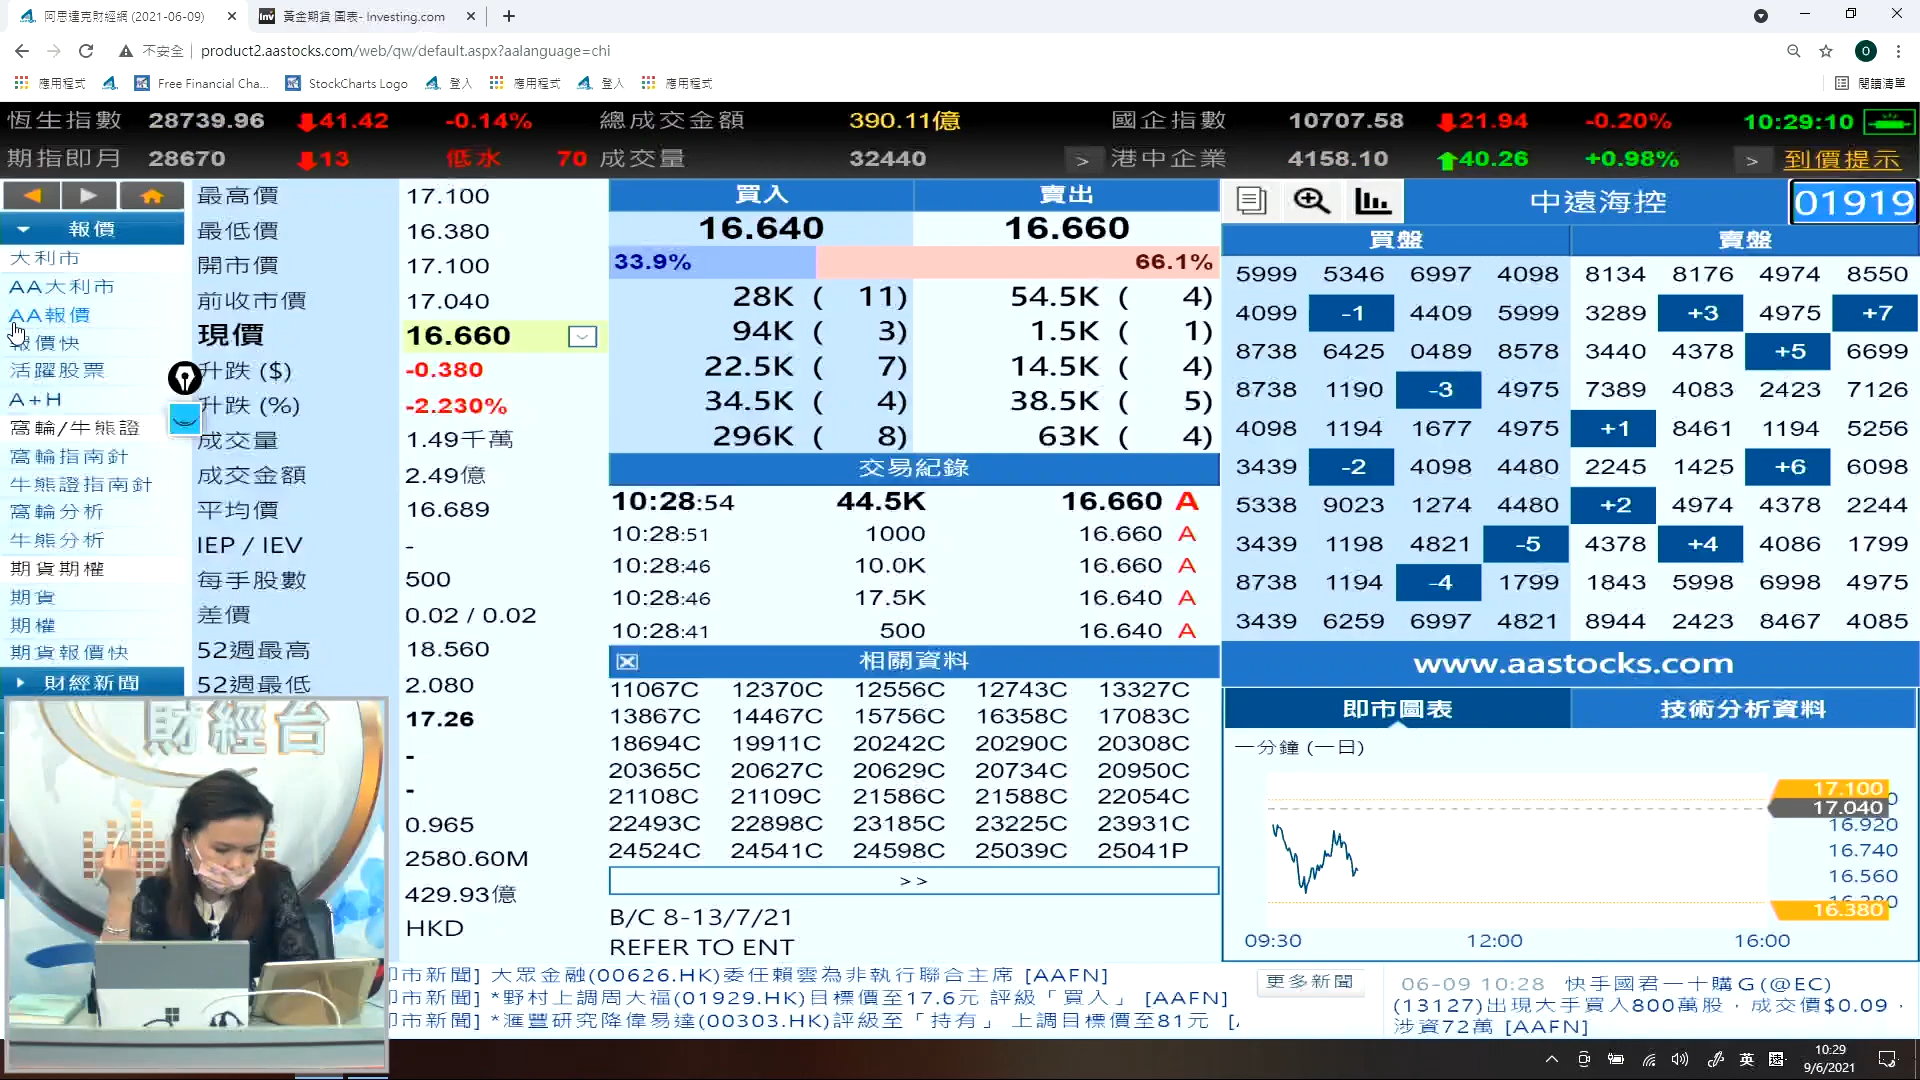 阿思達克財經網 (2021-06-09)
黃金期貨 圖表- Investing.com
不安全 product2.aastocks.com/web/qw/default.aspx?aalanguage=chi
應用程式 Free Financial Cha... StockCharts Logo 登入 應用程式 登入 應用程式 閱讀清單
恆生指數 28739.96 41.42 -0.14% 總成交金額 390.11億 國企指數 10707.58 21.94 -0.20% 10:29:10
期指即月 28670 13 低水 70 成交量 32440 > 港中企業 4158.10 40.26 +0.98% > 到價提示
報價
大利市
AA大利市
AA報價
報價快
活躍股票
A+H
窩輪/牛熊證
窩輪指南針
牛熊證指南針
窩輪分析
牛熊分析
期貨期權
期貨
期權
期貨報價快
財經新聞
最高價 17.100
最低價 16.380
開市價 17.100
前收市價 17.040
現價 16.660
升跌 ($) -0.380
升跌 (%) -2.230%
成交量 1.49千萬
成交金額 2.49億
平均價 16.689
IEP / IEV -
每手股數 500
差價 0.02 / 0.02
52週最高 18.560
52週最低 2.080
17.26
-
-
0.965
2580.60M
429.93億
HKD
買入 賣出
16.640 16.660
33.9% 66.1%
28K ( 11) 54.5K ( 4)
94K ( 3) 1.5K ( 1)
22.5K ( 7) 14.5K ( 4)
34.5K ( 4) 38.5K ( 5)
296K ( 8) 63K ( 4)
交易紀錄
10:28:54 44.5K 16.660 A
10:28:51 1000 16.660 A
10:28:46 10.0K 16.660 A
10:28:46 17.5K 16.640 A
10:28:41 500 16.640 A
相關資料
11067C 12370C 12556C 12743C 13327C
13867C 14467C 15756C 16358C 17083C
18694C 19911C 20242C 20290C 20308C
20365C 20627C 20629C 20734C 20950C
21108C 21109C 21586C 21588C 22054C
22493C 22898C 23185C 23225C 23931C
24524C 24541C 24598C 25039C 25041P
>>
B/C 8-13/7/21
REFER TO ENT
中遠海控 01919
買盤 賣盤
5999 5346 6997 4098 8134 8176 4974 8550
4099 -1 4409 5999 3289 +3 4975 +7
8738 6425 0489 8578 3440 4378 +5 6699
8738 1190 -3 4975 7389 4083 2423 7126
4098 1194 1677 4975 +1 8461 1194 5256
3439 -2 4098 4480 2245 1425 +6 6098
5338 9023 1274 4480 +2 4974 4378 2244
3439 1198 4821 -5 4378 +4 4086 1799
8738 1194 -4 1799 1843 5998 6998 4975
3439 6259 6997 4821 8944 2423 8467 4085
www.aastocks.com
即市圖表 技術分析資料
一分鐘 (一日)
17.100
17.040
16.920
16.740
16.560
16.380
09:30 12:00 16:00
財經台
即市新聞] 大眾金融(00626.HK)委任賴雲為非執行聯合主席 [AAFN]
即市新聞] *野村上調周大福(01929.HK)目標價至17.6元 評級「買入」 [AAFN]
即市新聞] *滙豐研究降偉易達(00303.HK)評級至「持有」 上調目標價至81元
更多新聞
06-09 10:28 快手國君一十購G(@EC)
(13127)出現大手買入800萬股，成交價$0.09，
涉資72萬 [AAFN]
英
10:29
9/6/2021